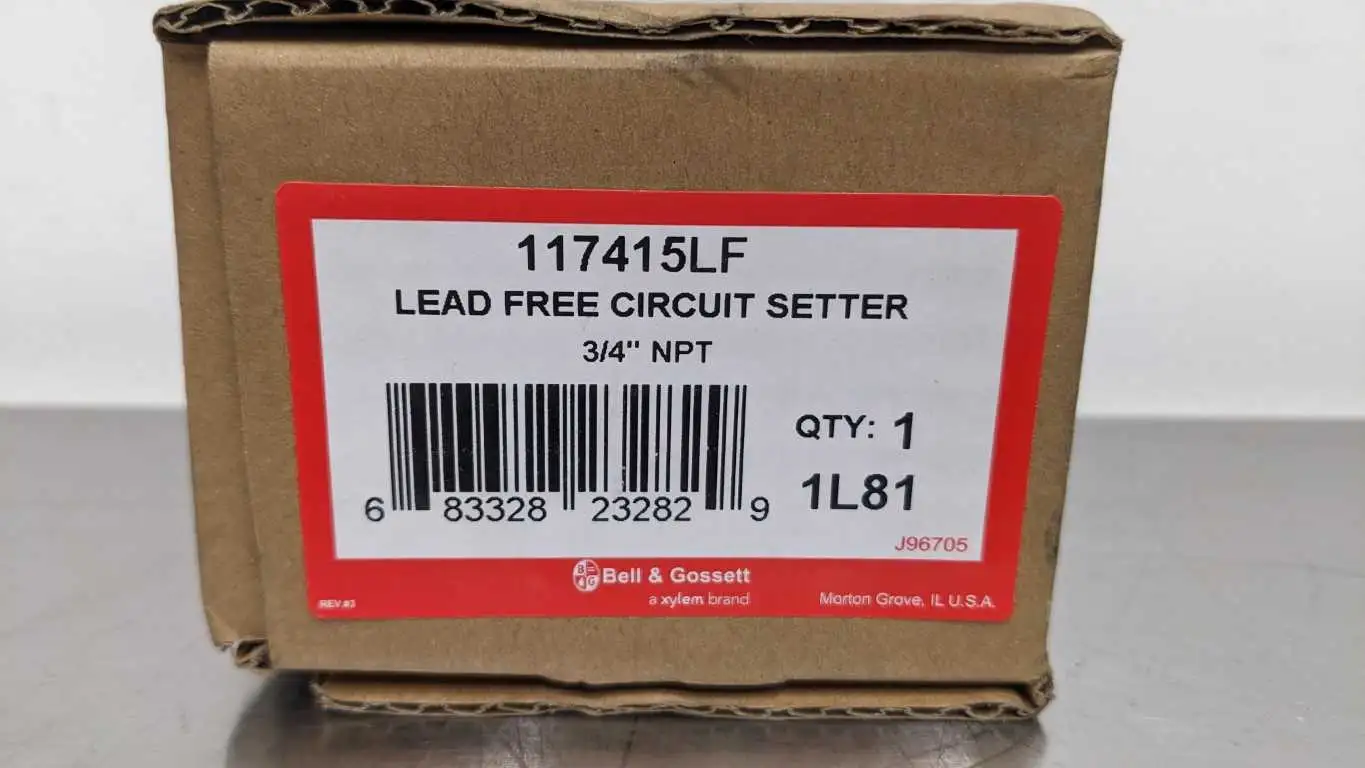 117415LF
LEAD FREE CIRCUIT SETTER
3/4" NPT
QTY: 1
6 83328 23282 9
1L81
J96705
B G Bell & Gossett
a xylem brand
REV.#3
Morton Grove, IL U.S.A.